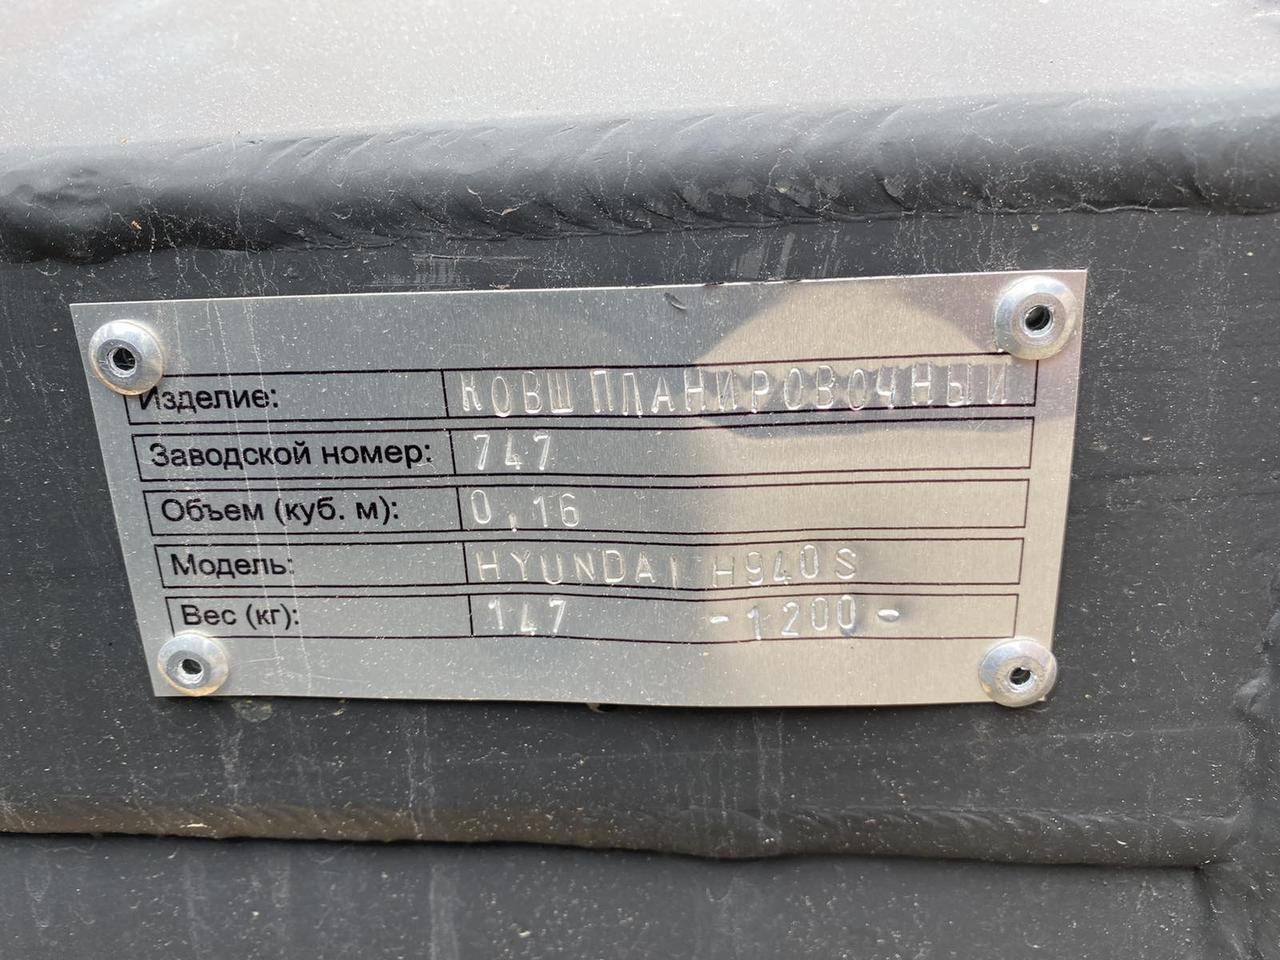 Изделие: КОВШ ПЛАНИРОВОЧНЫЙ
Заводской номер: 747
Объем (куб. м): 0,16
Модель: HYUNDAI H940S
Вес (кг): 147 -1200-